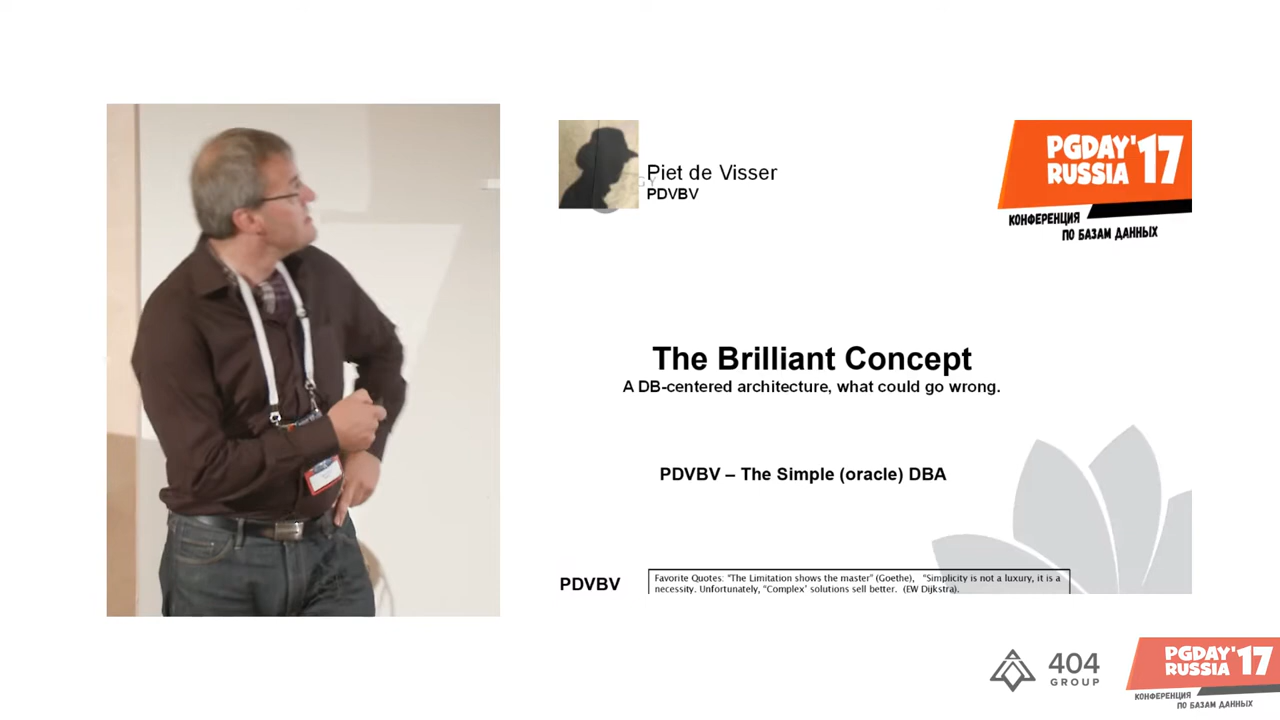 Piet de Visser
PDVBV
PGDAY'17
RUSSIA
КОНФЕРЕНЦИЯ
ПО БАЗАМ ДАННЫХ
The Brilliant Concept
A DB-centered architecture, what could go wrong.
PDVBV – The Simple (oracle) DBA
PDVBV
Favorite Quotes: "The Limitation shows the master" (Goethe), "Simplicity is not a luxury, it is a
necessity. Unfortunately, "Complex' solutions sell better. (EW Dijkstra).
404
GROUP
PGDAY'17
RUSSIA
КОНФЕРЕНЦИЯ
ПО БАЗАМ ДАННЫХ